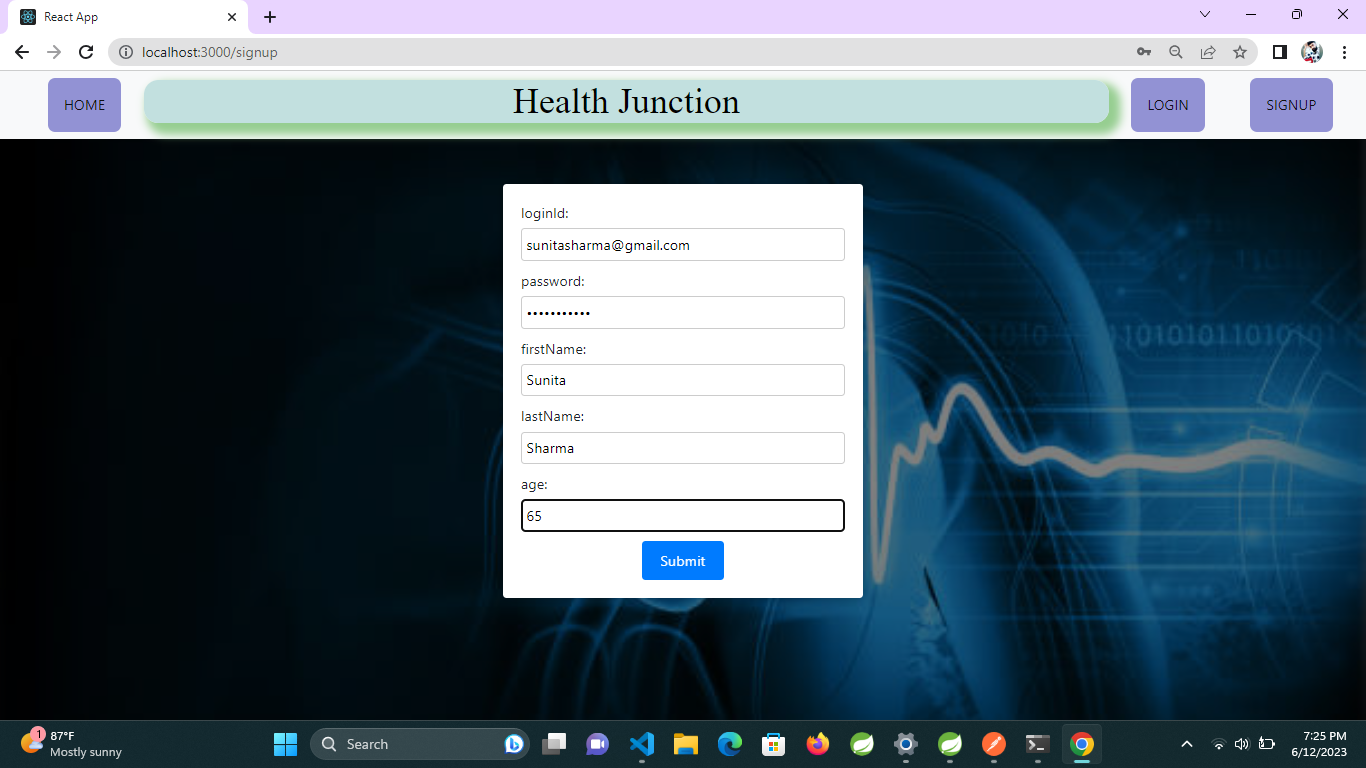 React App
localhost:3000/signup
HOME
Health Junction
LOGIN
SIGNUP
loginId:
sunitasharma@gmail.com
password:
•••••••••••
firstName:
Sunita
lastName:
Sharma
age:
65
Submit
1
87°F
Mostly sunny
Search
7:25 PM
6/12/2023